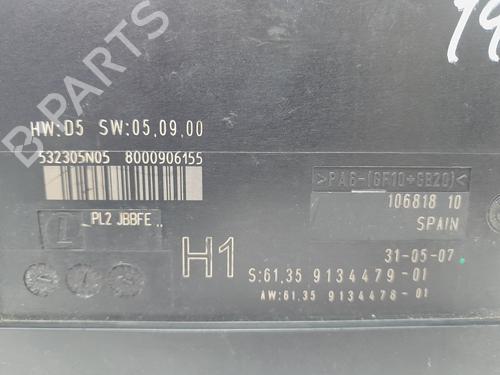 B-PARTS
19
HW:D5 SW:05.09.00
532305N05 8000906155
>PA6-(GF10+GB20)<
106818 10
SPAIN
L PL2 JBBFE ..
H1
31-05-07
S:61.35 9134479-01
AW:61.35 9134478-01